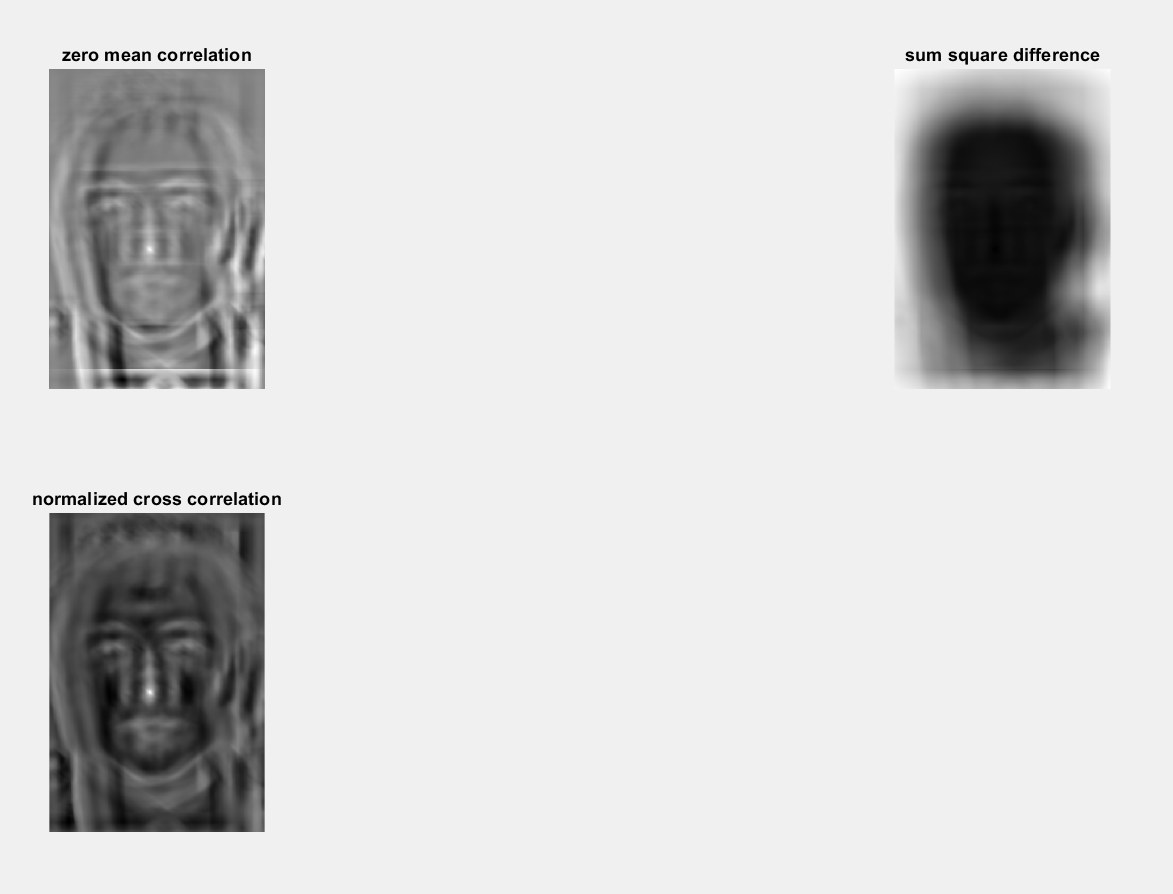 zero mean correlation
sum square difference
normalized cross correlation